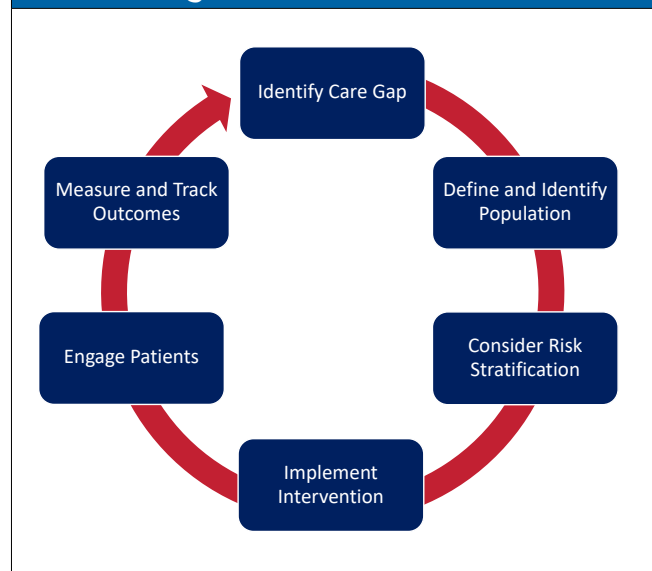 Identify Care Gap
Define and Identify
Population
Consider Risk
Stratification
Implement
Intervention
Engage Patients
Measure and Track
Outcomes